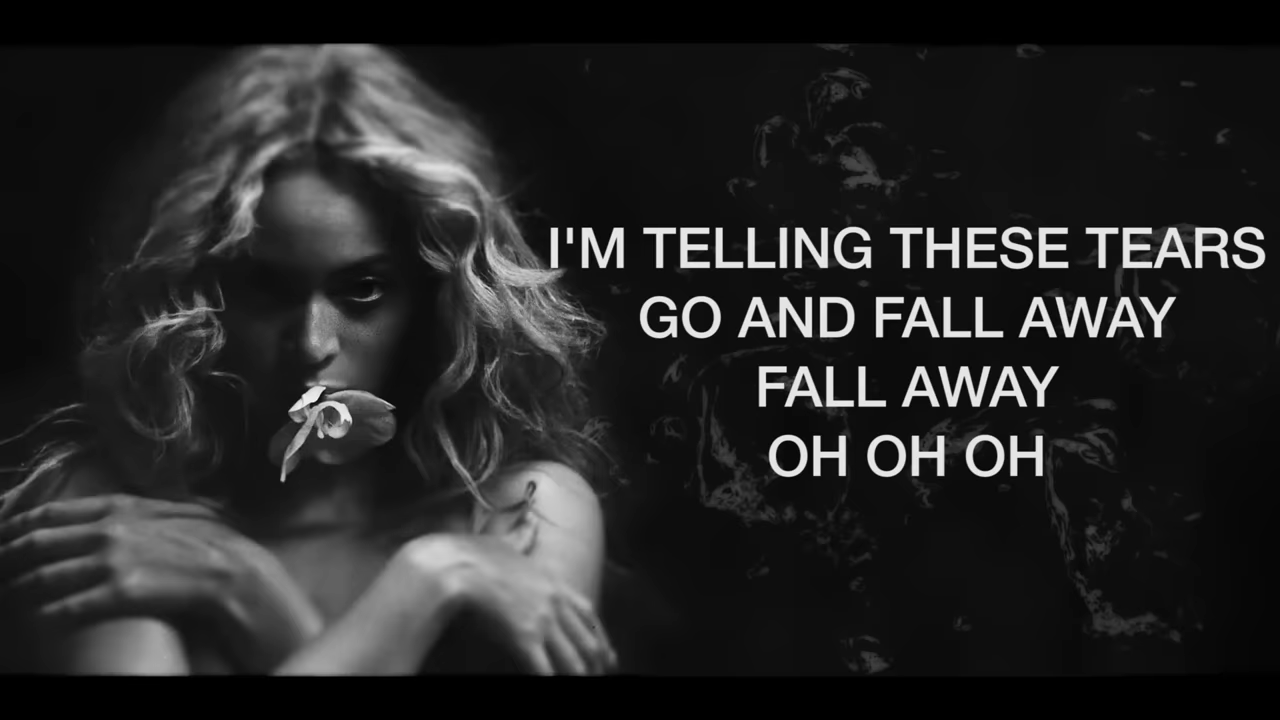 I'M TELLING THESE TEARS
GO AND FALL AWAY
FALL AWAY
OH OH OH